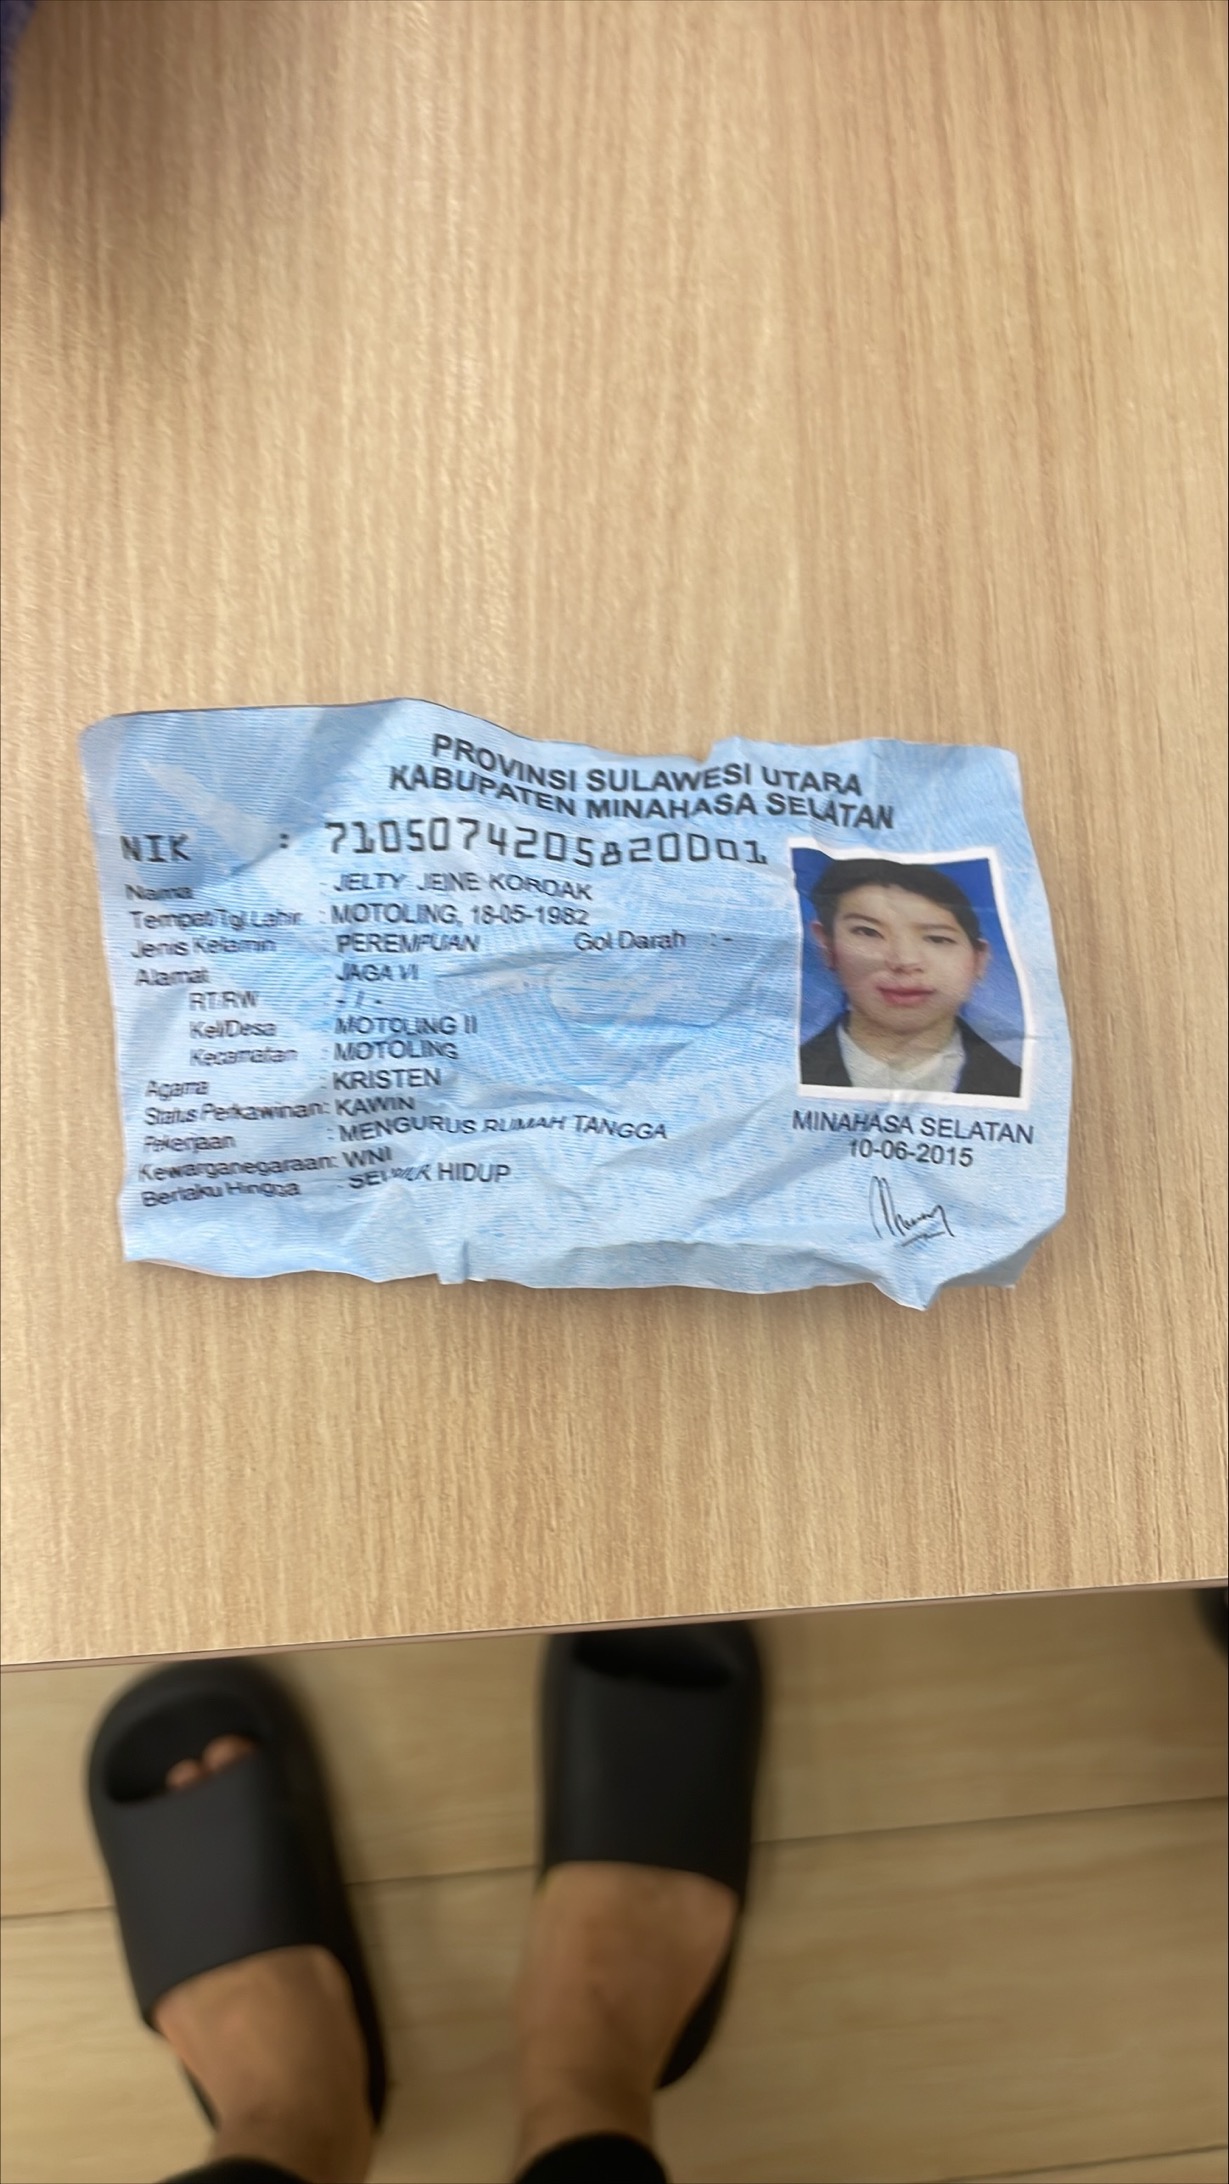 PROVINSI SULAWESI UTARA
KABUPATEN MINAHASA SELATAN
NIK : 7105074205820001
Nama : JELTY JEINE KORDAK
Tempat/Tgl Lahir : MOTOLING, 18-05-1982
Jenis Kelamin : PEREMPUAN Gol Darah : -
Alamat : JAGA VI
RT/RW : - / -
Kel/Desa : MOTOLING II
Kecamatan : MOTOLING
Agama : KRISTEN
Status Perkawinan: KAWIN
Pekerjaan : MENGURUS RUMAH TANGGA
Kewarganegaraan: WNI
Berlaku Hingga : HIDUP
MINAHASA SELATAN
10-06-2015